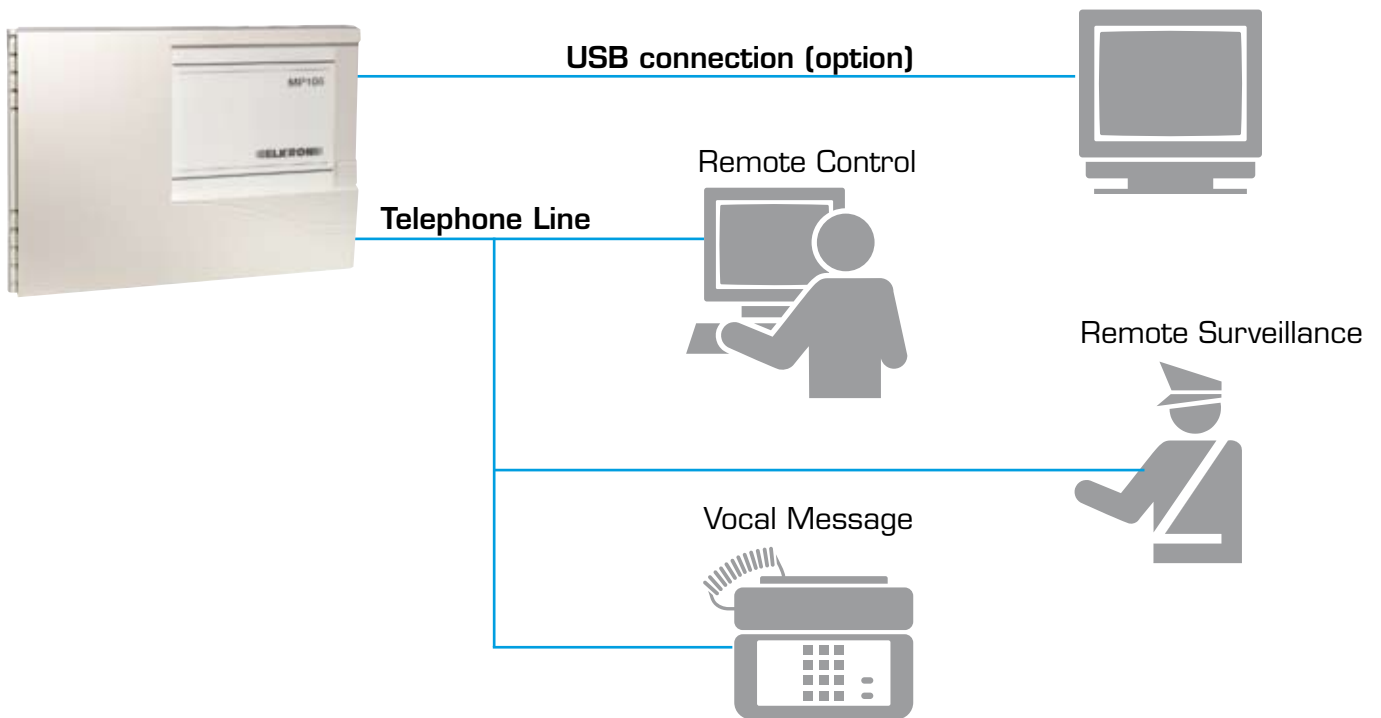 USB connection (option)
MP106
ELKRON
Remote Control
Telephone Line
Remote Surveillance
Vocal Message